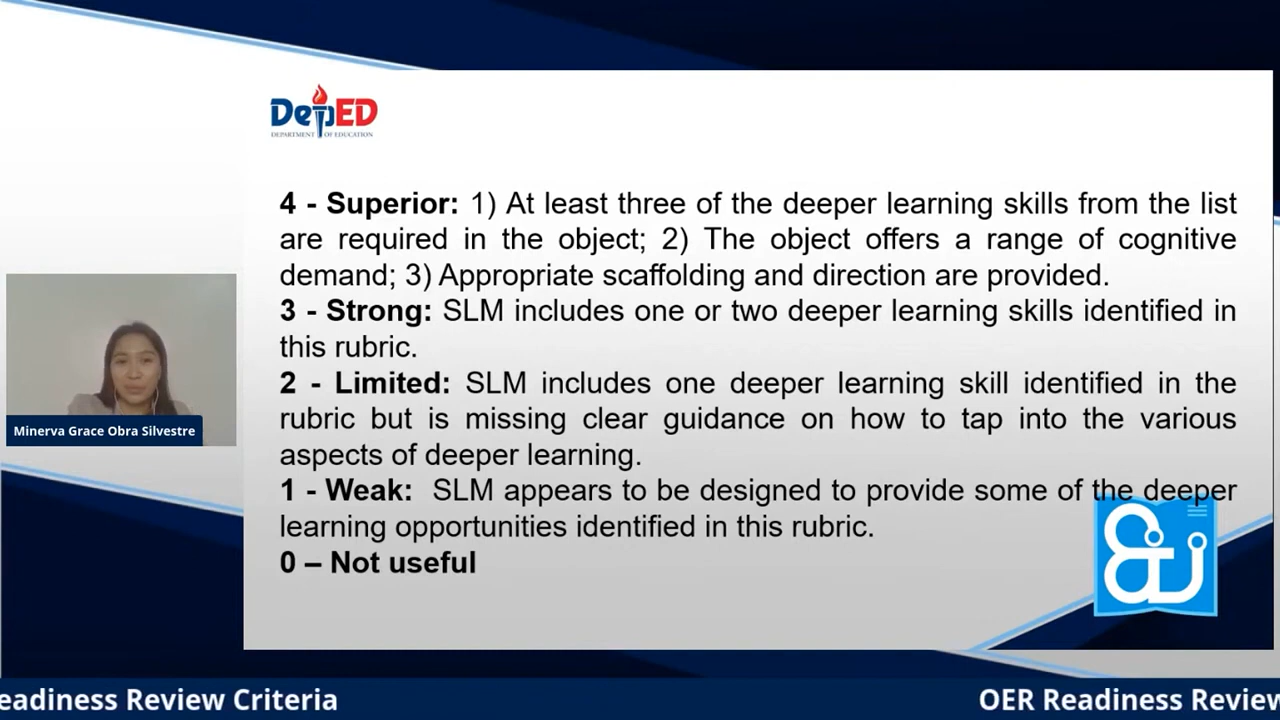 DepED
DEPARTMENT OF EDUCATION
4 - Superior: 1) At least three of the deeper learning skills from the list
are required in the object; 2) The object offers a range of cognitive
demand; 3) Appropriate scaffolding and direction are provided.
3 - Strong: SLM includes one or two deeper learning skills identified in
this rubric.
2 - Limited: SLM includes one deeper learning skill identified in the
rubric but is missing clear guidance on how to tap into the various
aspects of deeper learning.
1 - Weak: SLM appears to be designed to provide some of the deeper
learning opportunities identified in this rubric.
0 – Not useful
Minerva Grace Obra Silvestre
eadiness Review Criteria
OER Readiness Review